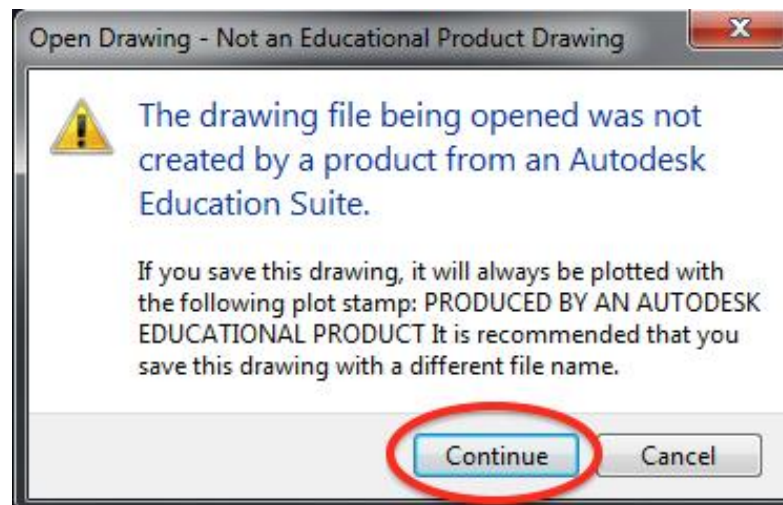 Open Drawing - Not an Educational Product Drawing
The drawing file being opened was not
created by a product from an Autodesk
Education Suite.
If you save this drawing, it will always be plotted with
the following plot stamp: PRODUCED BY AN AUTODESK
EDUCATIONAL PRODUCT It is recommended that you
save this drawing with a different file name.
Continue Cancel